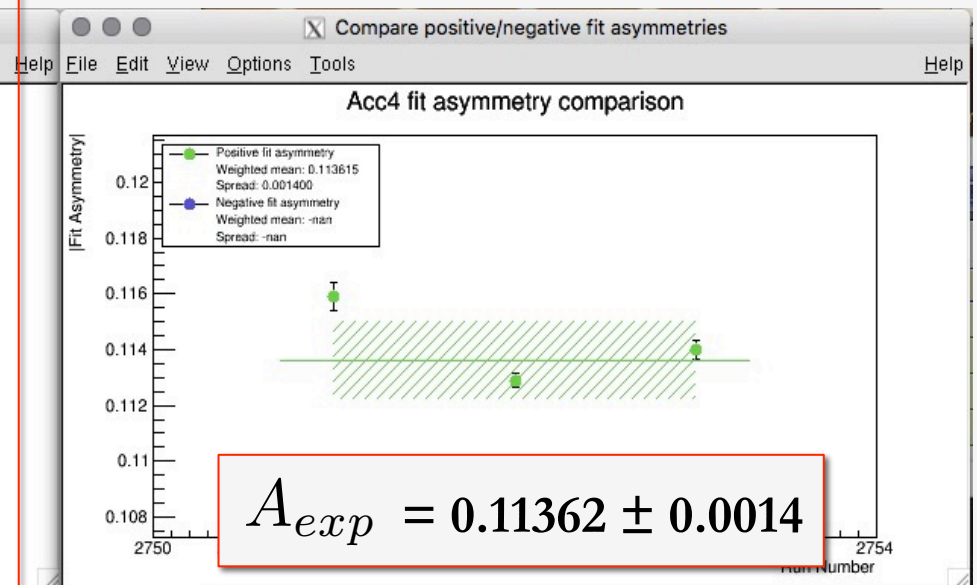 Compare positive/negative fit asymmetries
Help
File Edit View Options Tools Help
Acc4 fit asymmetry comparison
|Fit Asymmetry|
Positive fit asymmetry
Weighted mean: 0.113615
Spread: 0.001400
Negative fit asymmetry
Weighted mean: -nan
Spread: -nan
0.12
0.118
0.116
0.114
0.112
0.11
0.108
A_exp = 0.11362 ± 0.0014
2750 2754
Number